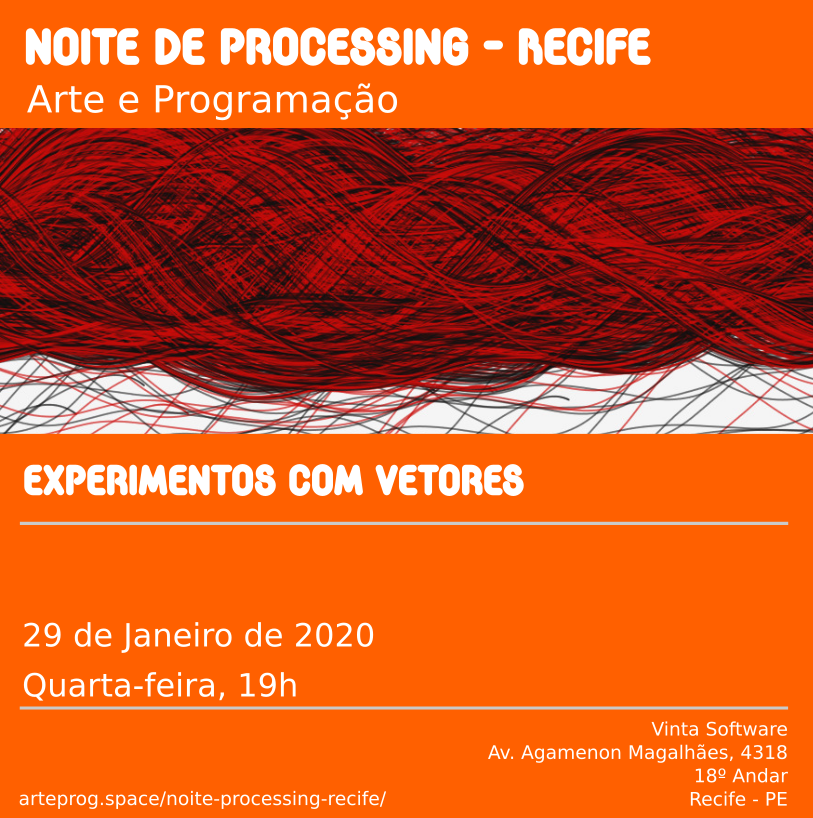 NOITE DE PROCESSING - RECIFE
Arte e Programação
EXPERIMENTOS COM VETORES
29 de Janeiro de 2020
Quarta-feira, 19h
Vinta Software
Av. Agamenon Magalhães, 4318
18º Andar
Recife - PE
arteprog.space/noite-processing-recife/